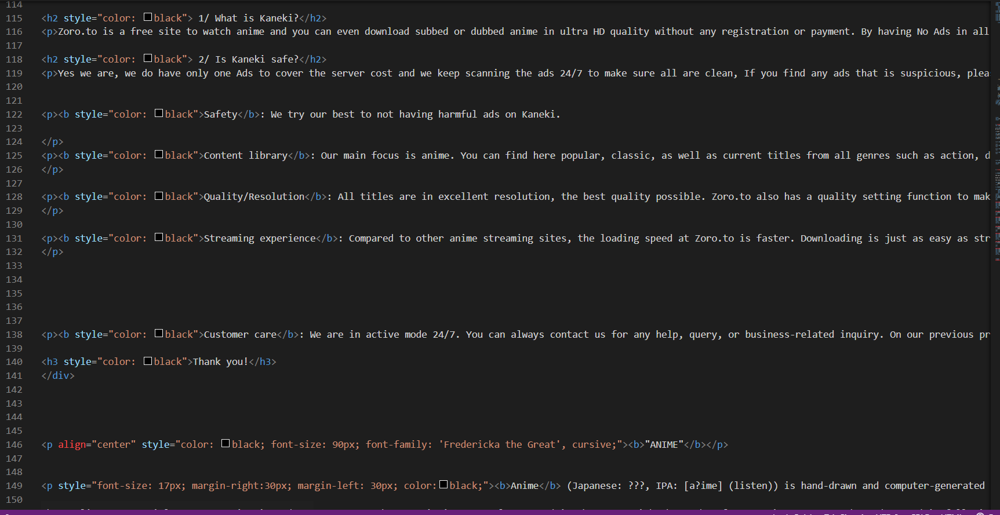 114
115 <h2 style="color: black"> 1/ What is Kaneki?</h2>
116 <p>Zoro.to is a free site to watch anime and you can even download subbed or dubbed anime in ultra HD quality without any registration or payment. By having No Ads in all
117
118 <h2 style="color: black"> 2/ Is Kaneki safe?</h2>
119 <p>Yes we are, we do have only one Ads to cover the server cost and we keep scanning the ads 24/7 to make sure all are clean, If you find any ads that is suspicious, plea
120
121
122 <p><b style="color: black">Safety</b>: We try our best to not having harmful ads on Kaneki.
123
124 </p>
125 <p><b style="color: black">Content library</b>: Our main focus is anime. You can find here popular, classic, as well as current titles from all genres such as action, d
126 </p>
127
128 <p><b style="color: black">Quality/Resolution</b>: All titles are in excellent resolution, the best quality possible. Zoro.to also has a quality setting function to mak
129 </p>
130
131 <p><b style="color: black">Streaming experience</b>: Compared to other anime streaming sites, the loading speed at Zoro.to is faster. Downloading is just as easy as str
132 </p>
133
134
135
136
137
138 <p><b style="color: black">Customer care</b>: We are in active mode 24/7. You can always contact us for any help, query, or business-related inquiry. On our previous pr
139
140 <h3 style="color: black">Thank you!</h3>
141 </div>
142
143
144
145
146 <p align="center" style="color: black; font-size: 90px; font-family: 'Fredericka the Great', cursive;"><b>"ANIME"</b></p>
147
148
149 <p style="font-size: 17px; margin-right:30px; margin-left: 30px; color:black;"><b>Anime</b> (Japanese: ???, IPA: [a?ime] (listen)) is hand-drawn and computer-generated
150